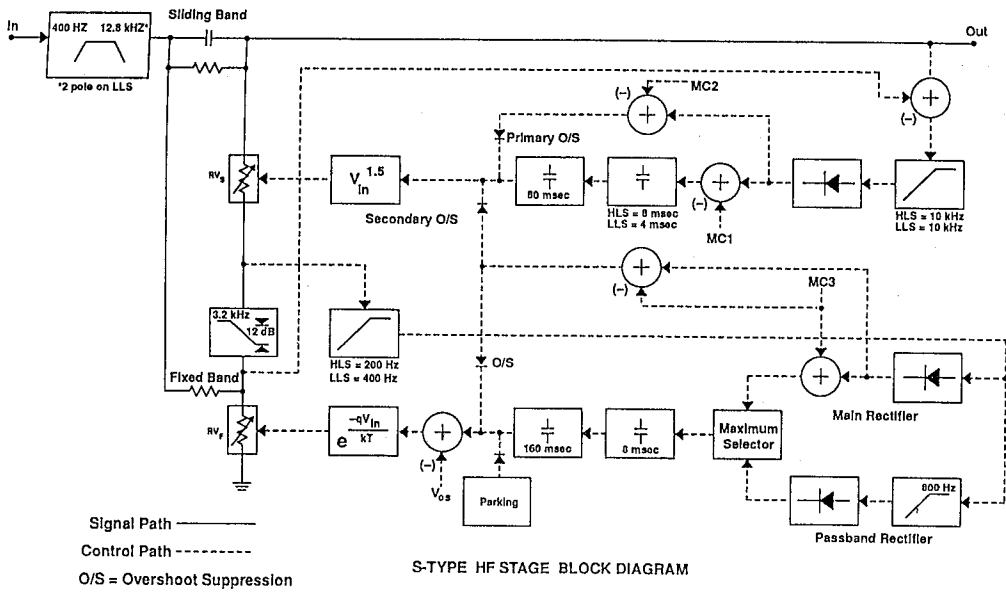 In
400 HZ 12.8 kHZ*
*2 pole on LLS
Sliding Band
Out
MC2
(–)
+
(–)
+
(–)
Primary O/S
RVs
Vin 1.5
80 msec
HLS = 8 msec
LLS = 4 msec
+
(–)
MC1
HLS = 10 kHz
LLS = 10 kHz
Secondary O/S
+
(–)
MC3
3.2 kHz
12 dB
HLS = 200 Hz
LLS = 400 Hz
O/S
+
Main Rectifier
Fixed Band
RVF
e -qVin
kT
+
(–)
Vos
160 msec
8 msec
Maximum
Selector
Parking
800 Hz
Passband Rectifier
Signal Path
Control Path
O/S = Overshoot Suppression
S-TYPE HF STAGE BLOCK DIAGRAM